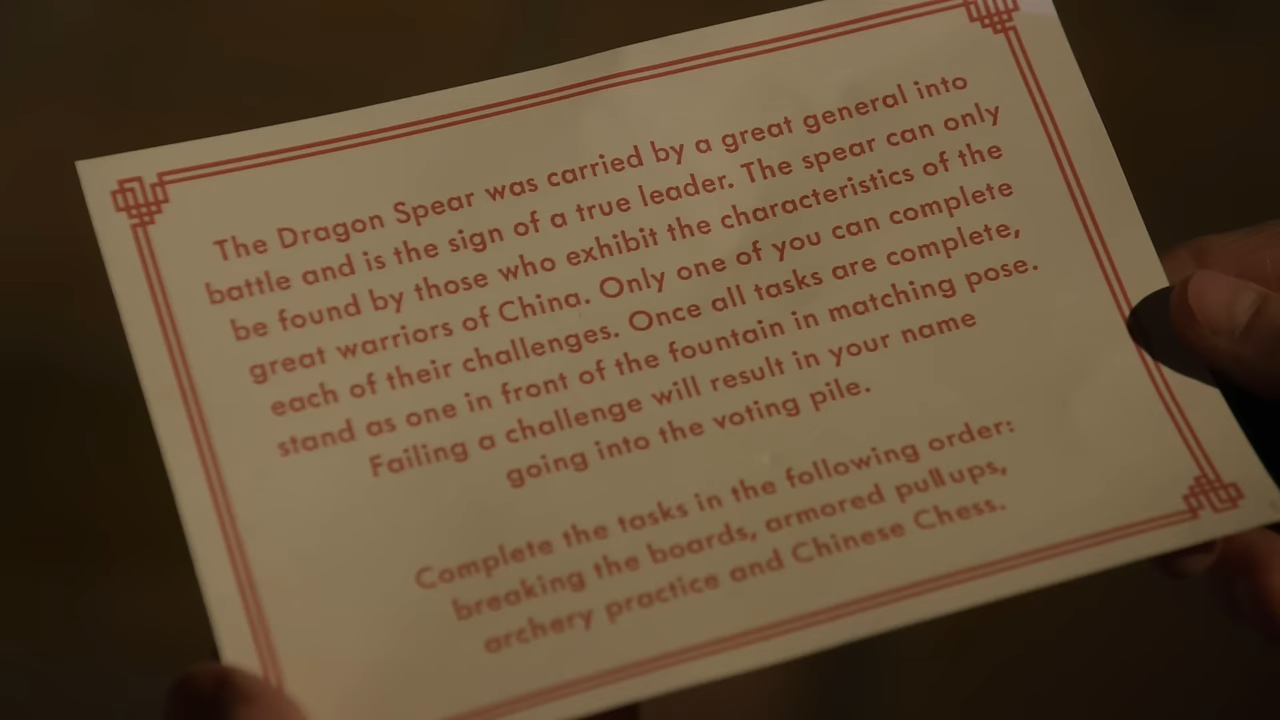 The Dragon Spear was carried by a great general into
battle and is the sign of a true leader. The spear can only
be found by those who exhibit the characteristics of the
great warriors of China. Only one of you can complete
each of their challenges. Once all tasks are complete,
stand as one in front of the fountain in matching pose.
Failing a challenge will result in your name
going into the voting pile.
Complete the tasks in the following order:
breaking the boards, armored pullups,
archery practice and Chinese Chess.